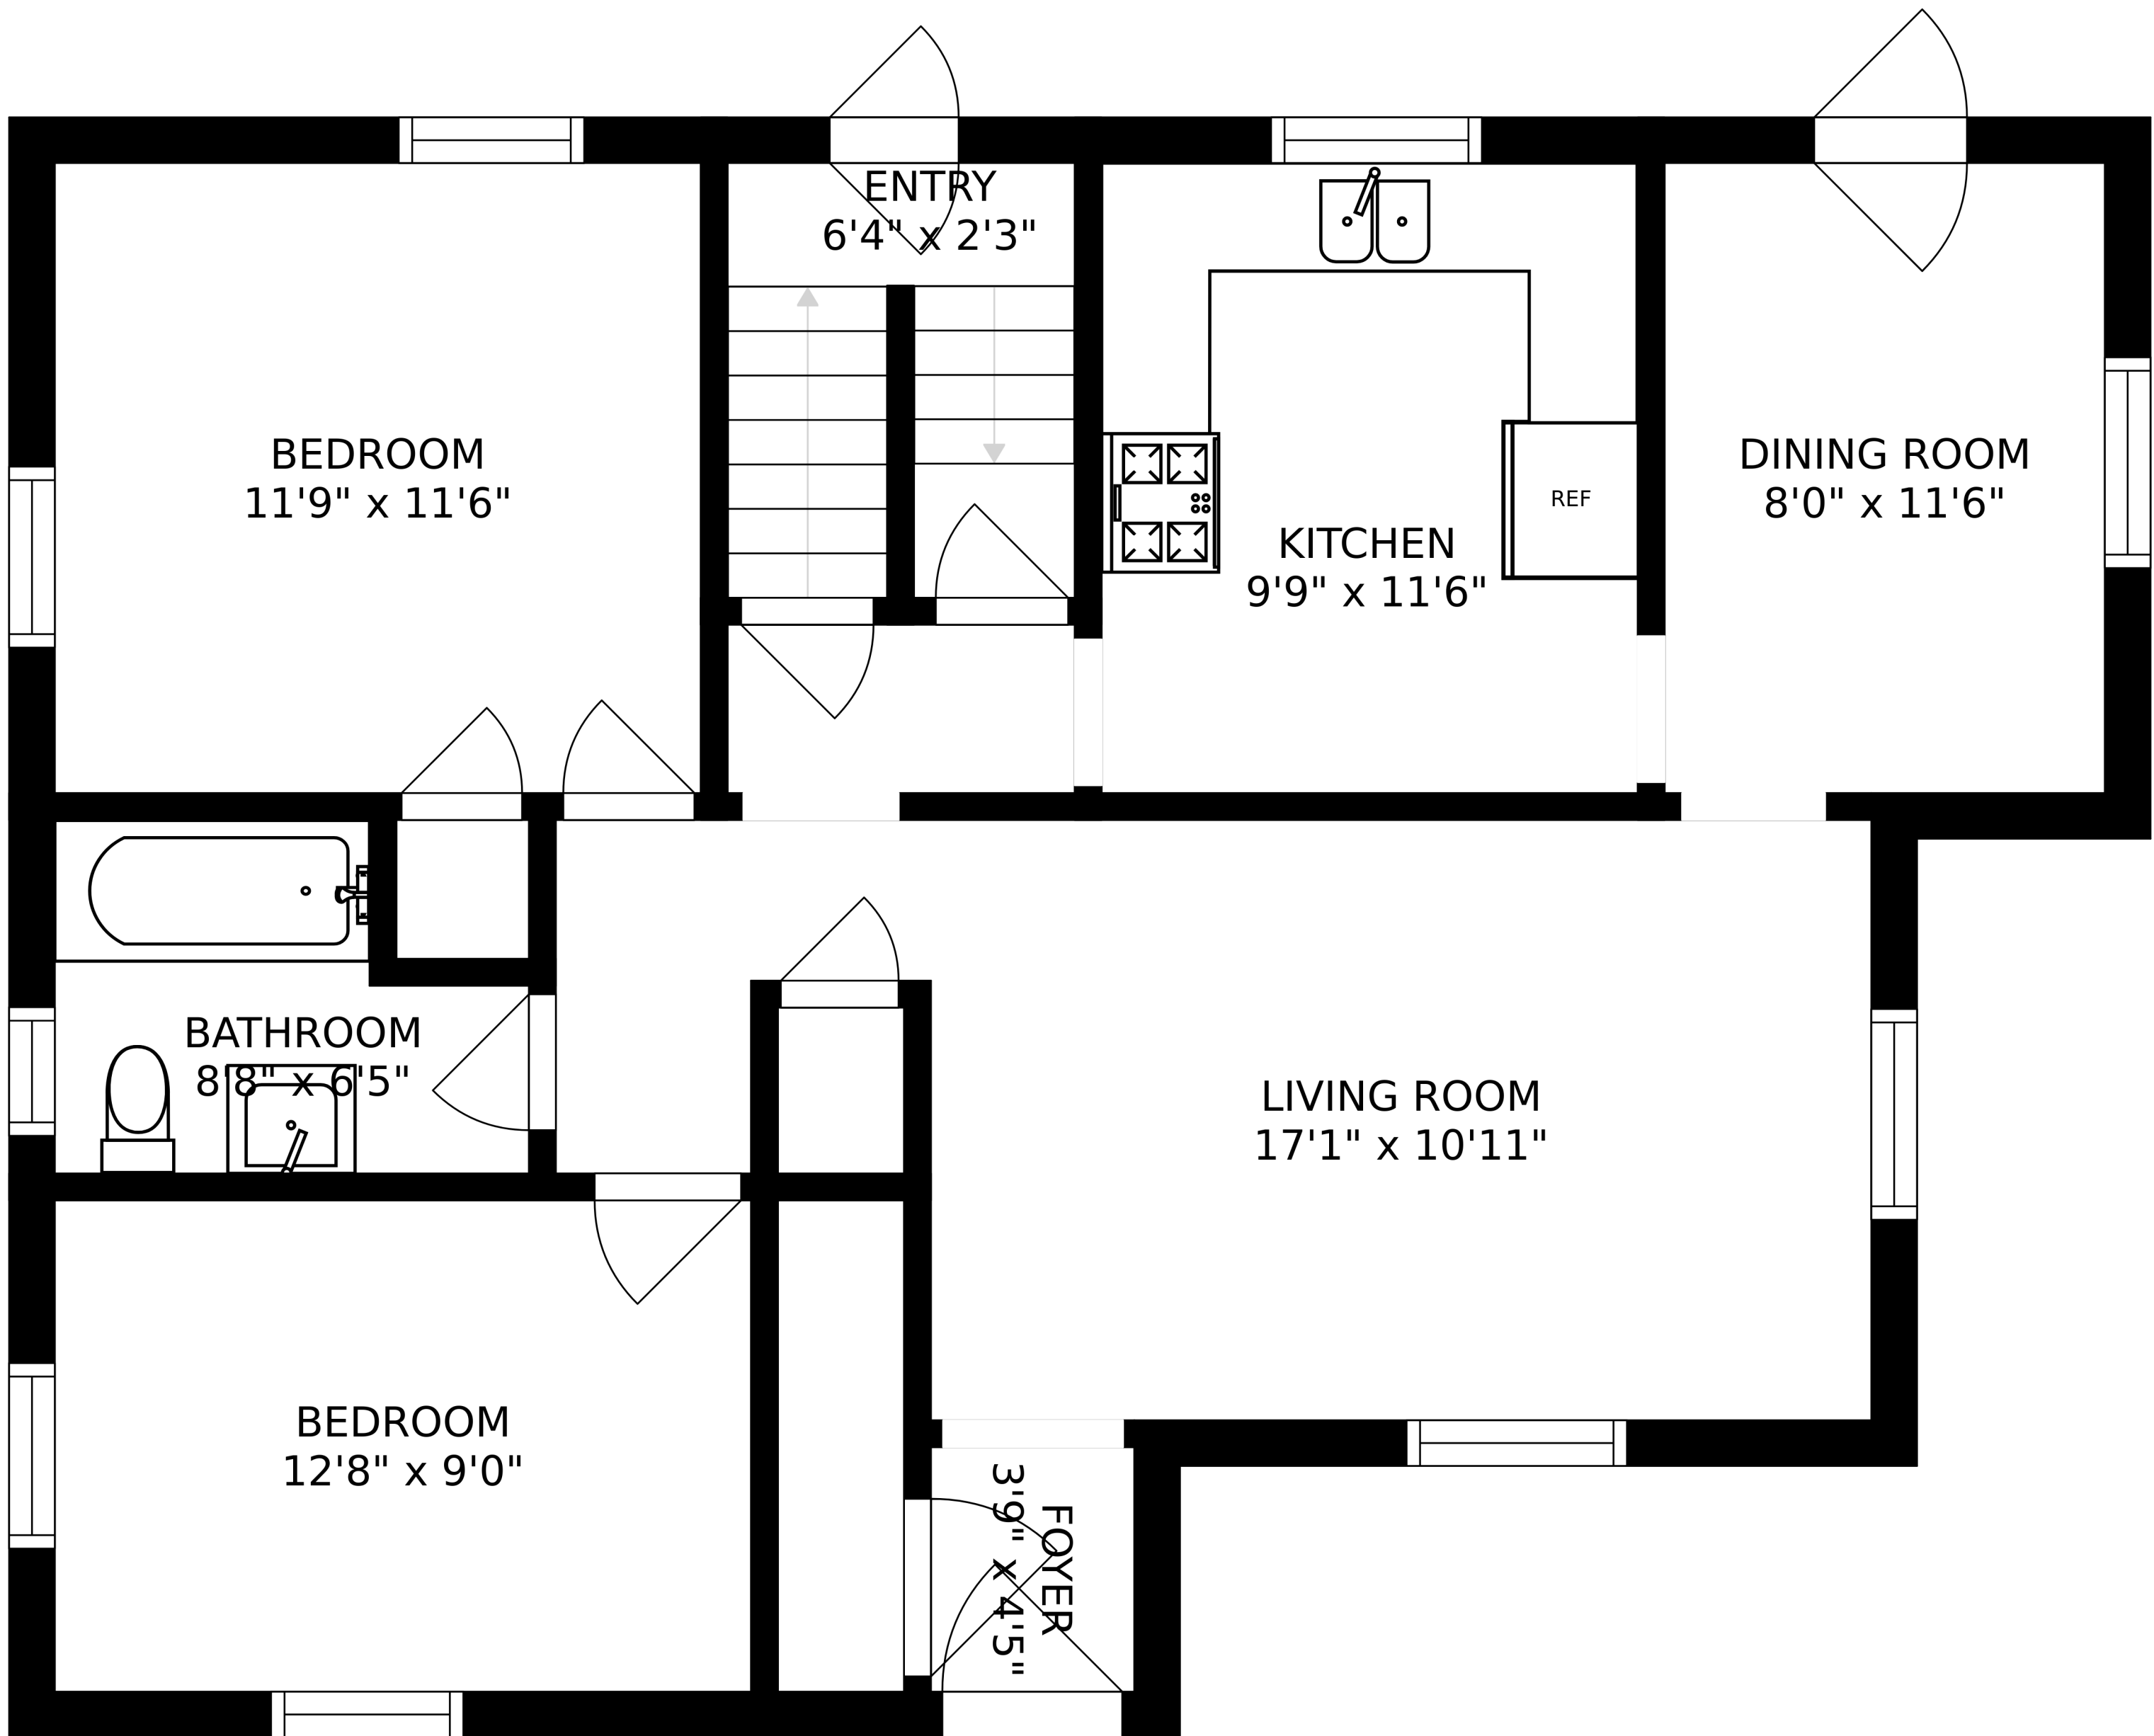 ENTRY
6'4" x 2'3"
BEDROOM
11'9" x 11'6"
DINING ROOM
8'0" x 11'6"
REF
KITCHEN
9'9" x 11'6"
BATHROOM
8'8" x 6'5"
LIVING ROOM
17'1" x 10'11"
BEDROOM
12'8" x 9'0"
FOYER
3'9" x 4'5"